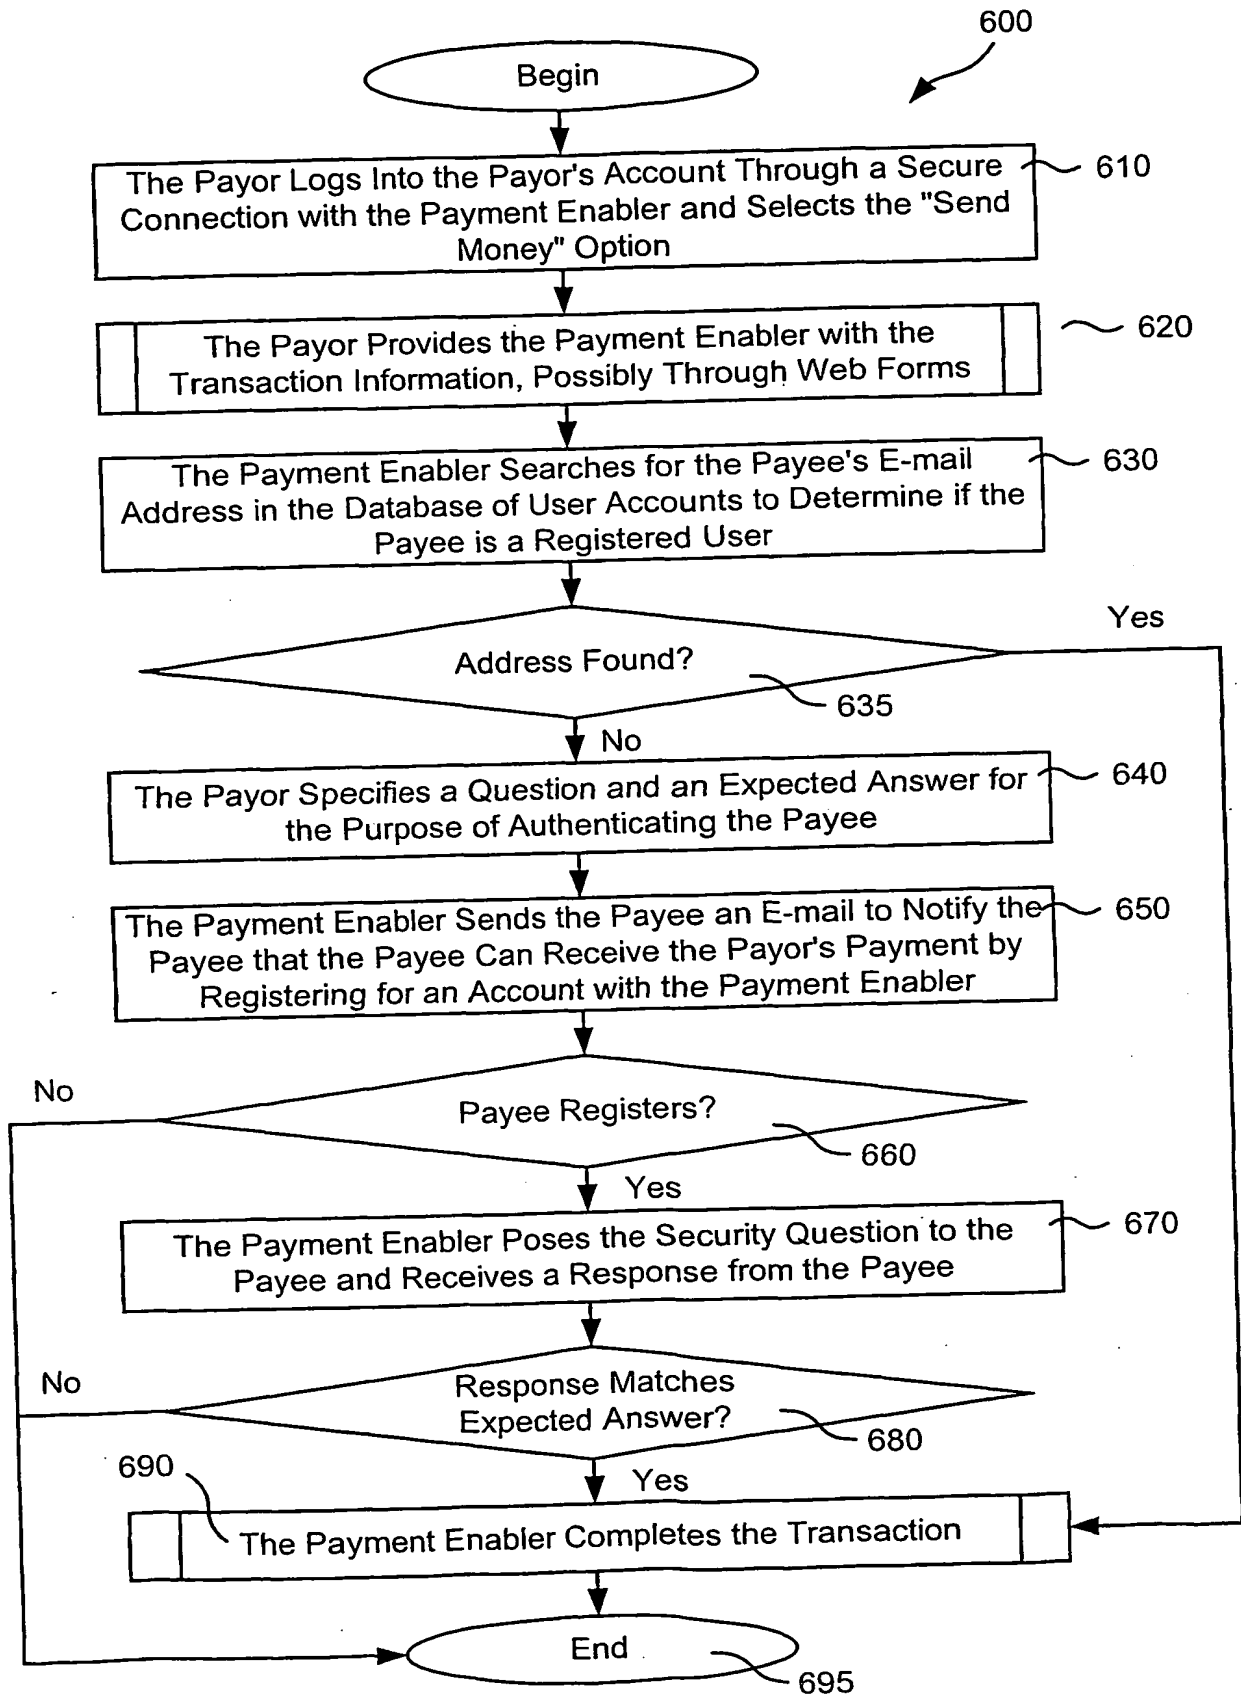 600
Begin
The Payor Logs Into the Payor's Account Through a Secure
Connection with the Payment Enabler and Selects the "Send
Money" Option
610
The Payor Provides the Payment Enabler with the
Transaction Information, Possibly Through Web Forms
620
The Payment Enabler Searches for the Payee's E-mail
Address in the Database of User Accounts to Determine if the
Payee is a Registered User
630
Yes
Address Found?
635
No
The Payor Specifies a Question and an Expected Answer for
the Purpose of Authenticating the Payee
640
The Payment Enabler Sends the Payee an E-mail to Notify the
Payee that the Payee Can Receive the Payor's Payment by
Registering for an Account with the Payment Enabler
650
No
Payee Registers?
660
Yes
The Payment Enabler Poses the Security Question to the
Payee and Receives a Response from the Payee
670
No
Response Matches
Expected Answer?
680
690
Yes
The Payment Enabler Completes the Transaction
End
695